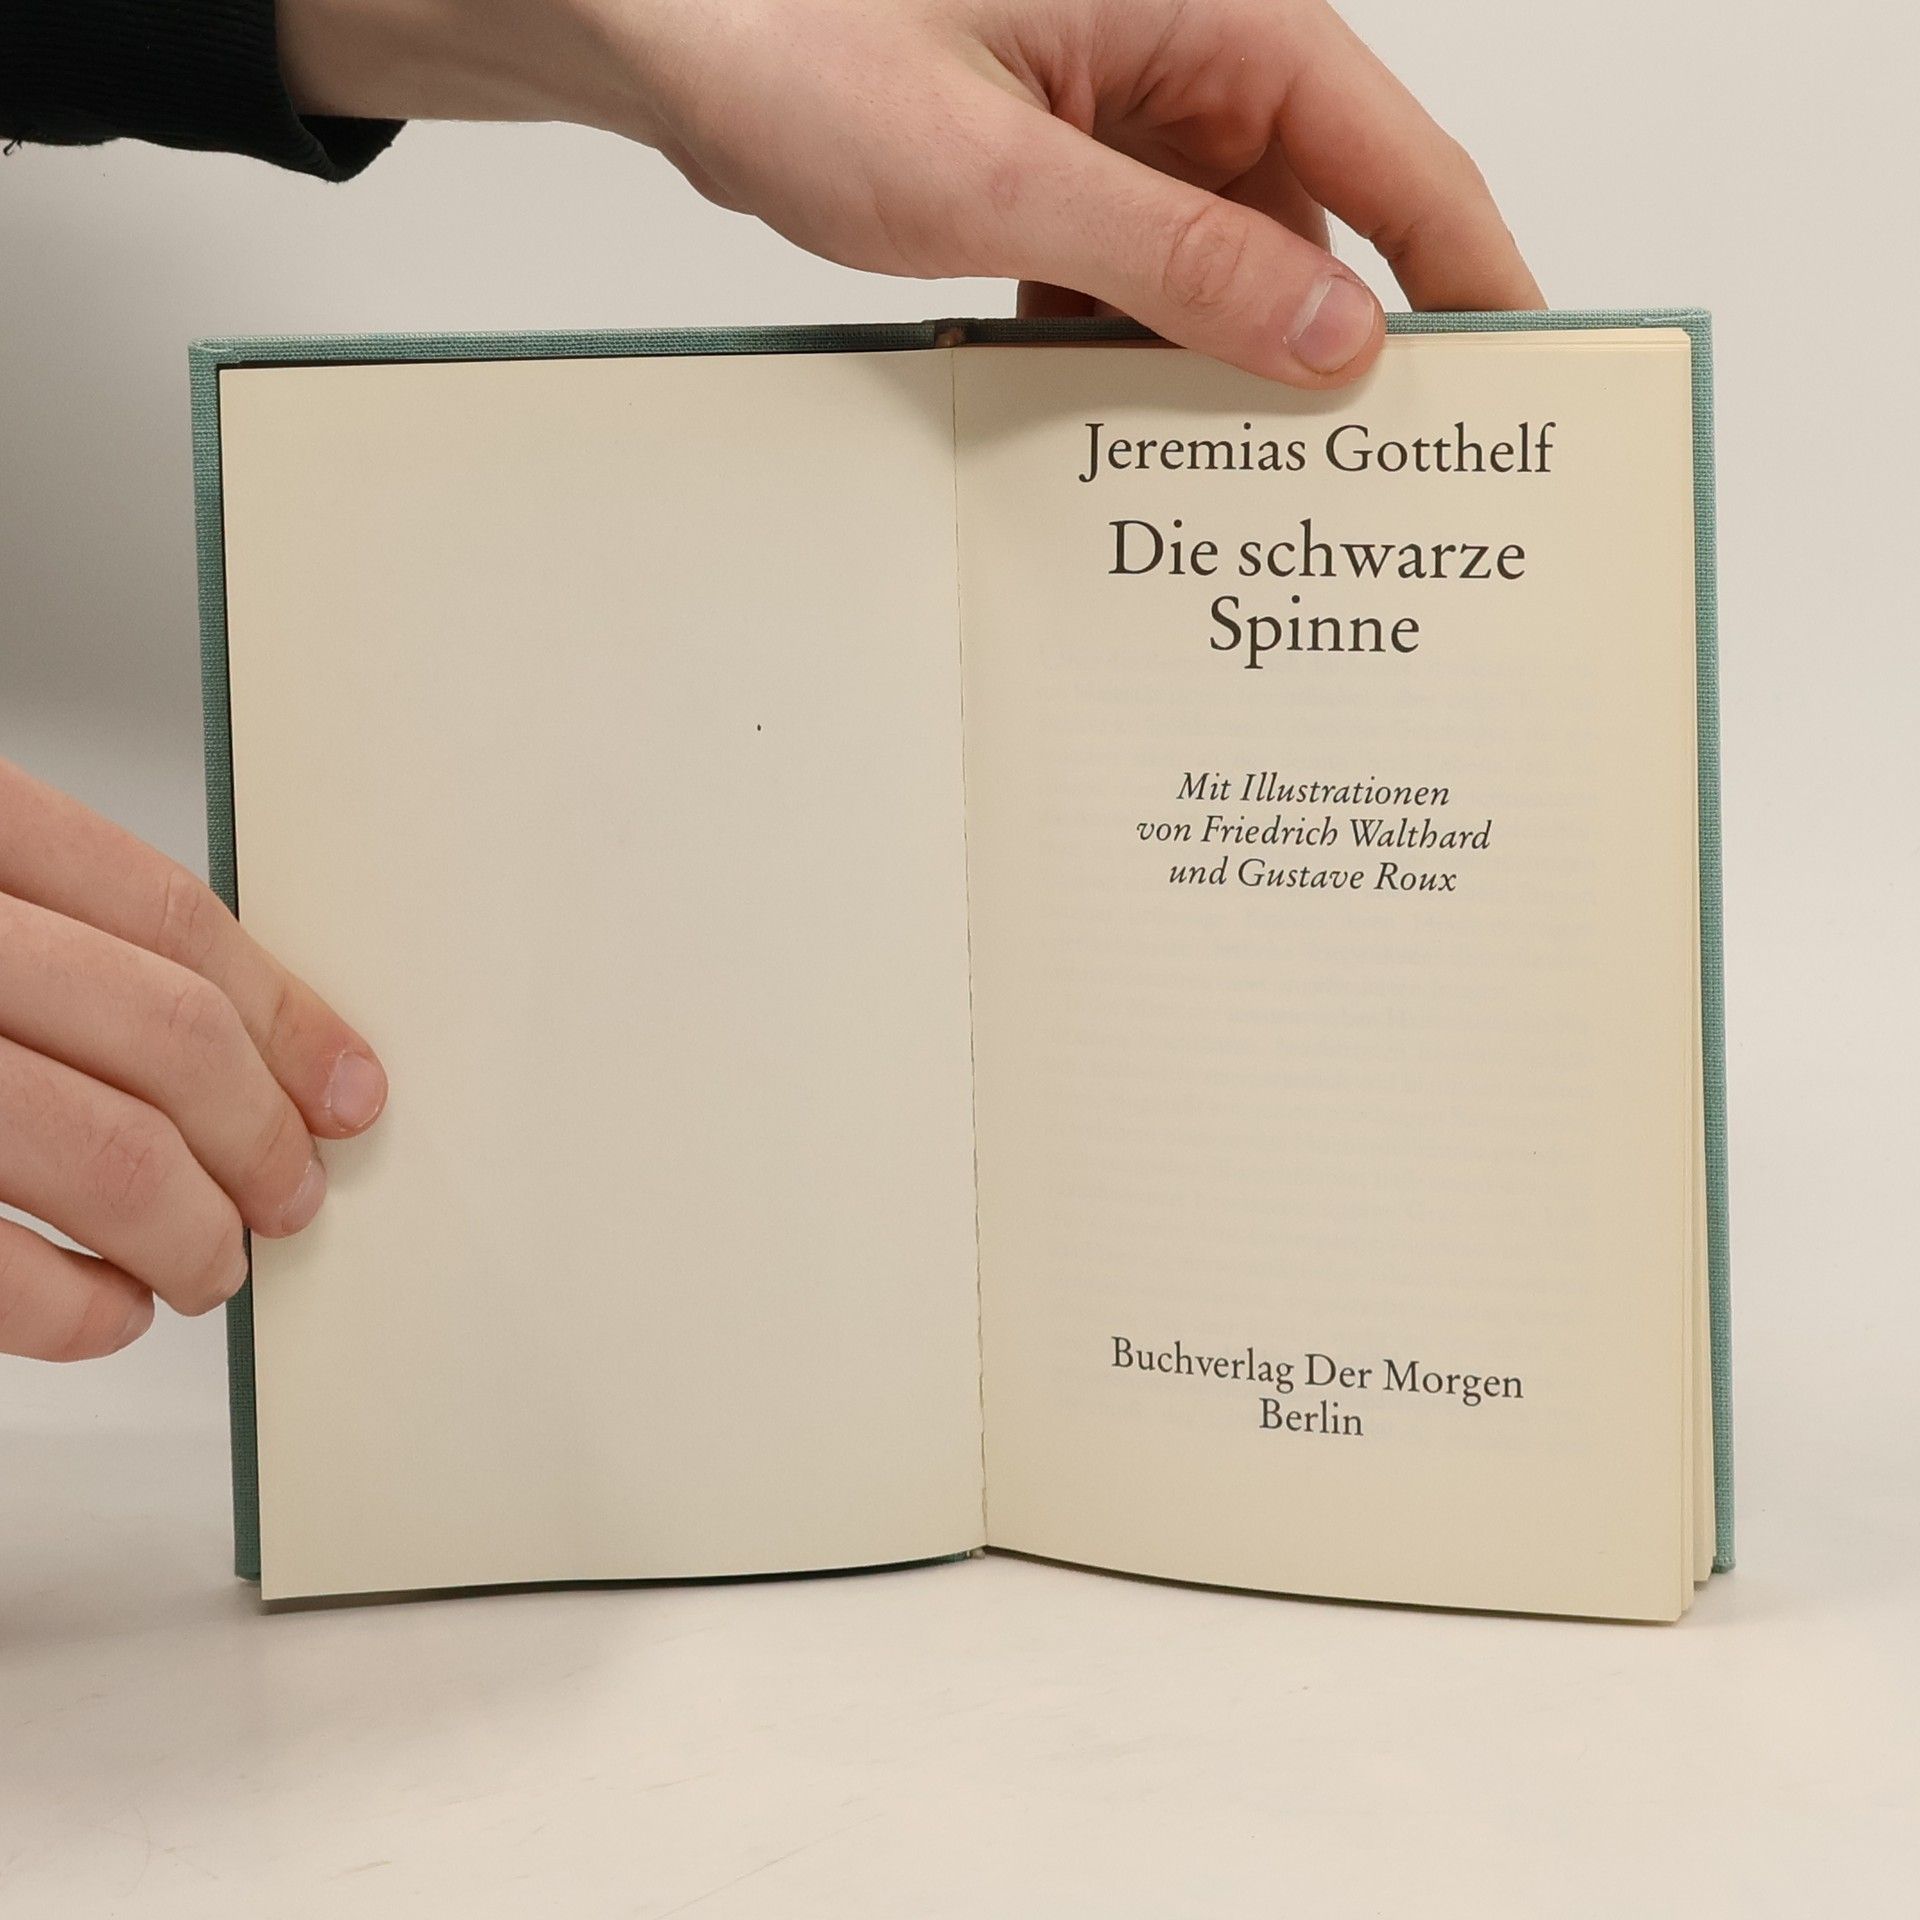 Jeremias Gotthelf
Die schwarze
Spinne
Mit Illustrationen
von Friedrich Walthard
und Gustave Roux
Buchverlag Der Morgen
Berlin